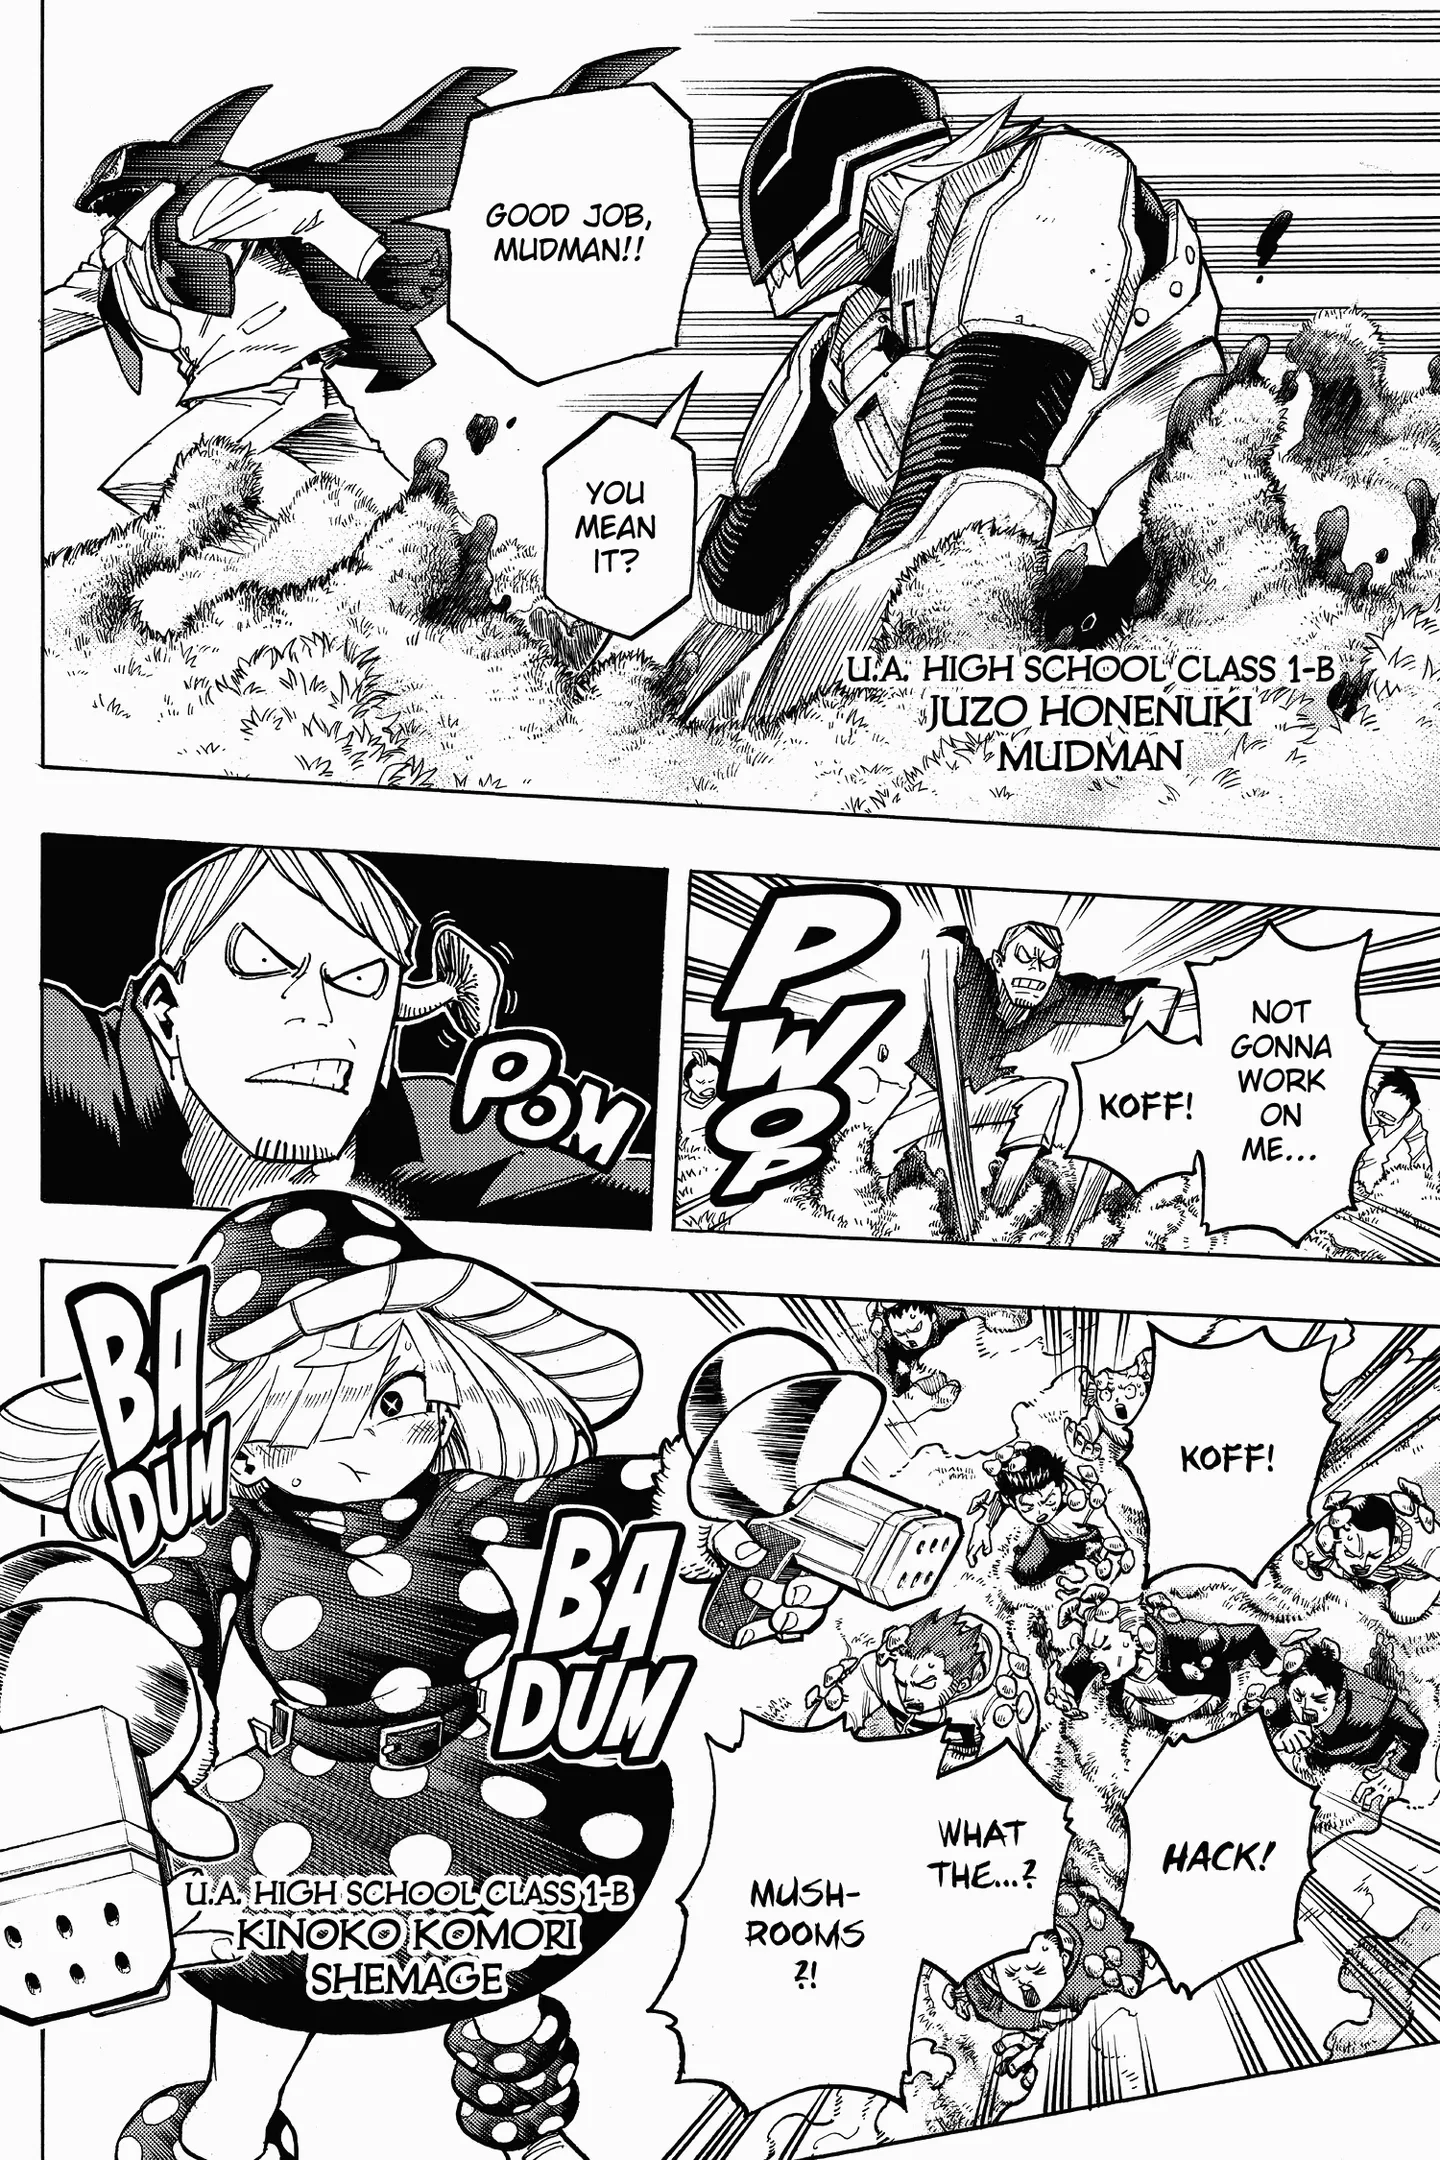 GOOD JOB,
MUDMAN!!
YOU
MEAN
IT?
U.A. HIGH SCHOOL CLASS 1-B
JUZO HONENUKI
MUDMAN
NOT
GONNA
WORK
ON
ME...
KOFF!
PWOP
POM
KOFF!
HACK!
WHAT
THE...?
MUSH-
ROOMS
?!
BA
DUM
BA
DUM
U.A. HIGH SCHOOL CLASS 1-B
KINOKO KOMORI
SHEMAGE